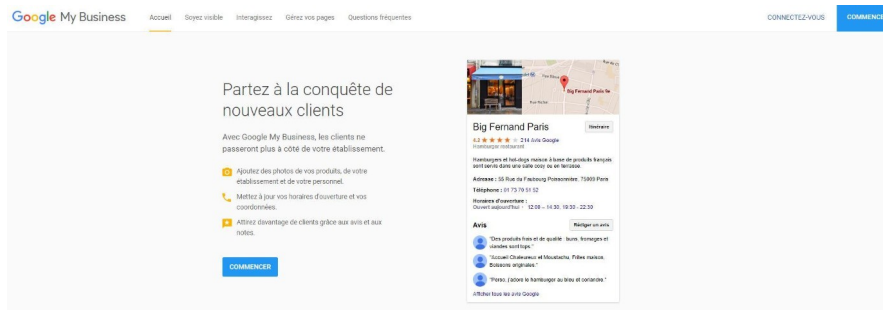 Google My Business
Accueil
Soyez visible
Interagissez
Gérez vos pages
Questions fréquentes
CONNECTEZ-VOUS
COMMENCE
Partez à la conquête de
nouveaux clients
Avec Google My Business, les clients ne
passeront plus à côté de votre établissement.
Ajoutez des photos de vos produits, de votre
établissement et de votre personnel.
Mettez à jour vos horaires d'ouverture et vos
coordonnées.
Attirez davantage de clients grâce aux avis et aux
notes.
COMMENCER
Big Fernand Paris 9e
Big Fernand Paris
Itinéraire
4,2 214 Avis Google
Hamburger restaurant
Hamburgers et hot-dogs maison à base de produits français
sont servis dans une salle cosy ou en terrasse.
Adresse : 55 Rue du Faubourg Poissonnière, 75009 Paris
Téléphone : 01 73 70 51 52
Horaires d'ouverture :
Ouvert aujourd'hui · 12:00 – 14:30, 19:30 - 22:30
Avis
Rédiger un avis
"Des produits frais et de qualité : buns, fromages et
viandes sont tops."
"Accueil Chaleureux et Moustachu, Frites maison,
Boissons originales."
"Perso, j'adore le hamburger au bleu et coriandre."
Afficher tous les avis Google